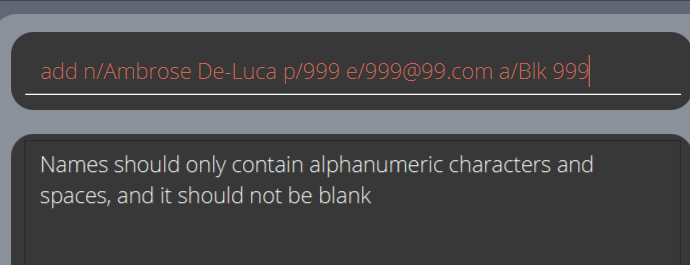 add n/Ambrose De-Luca p/999 e/999@99.com a/Blk 999
Names should only contain alphanumeric characters and
spaces, and it should not be blank